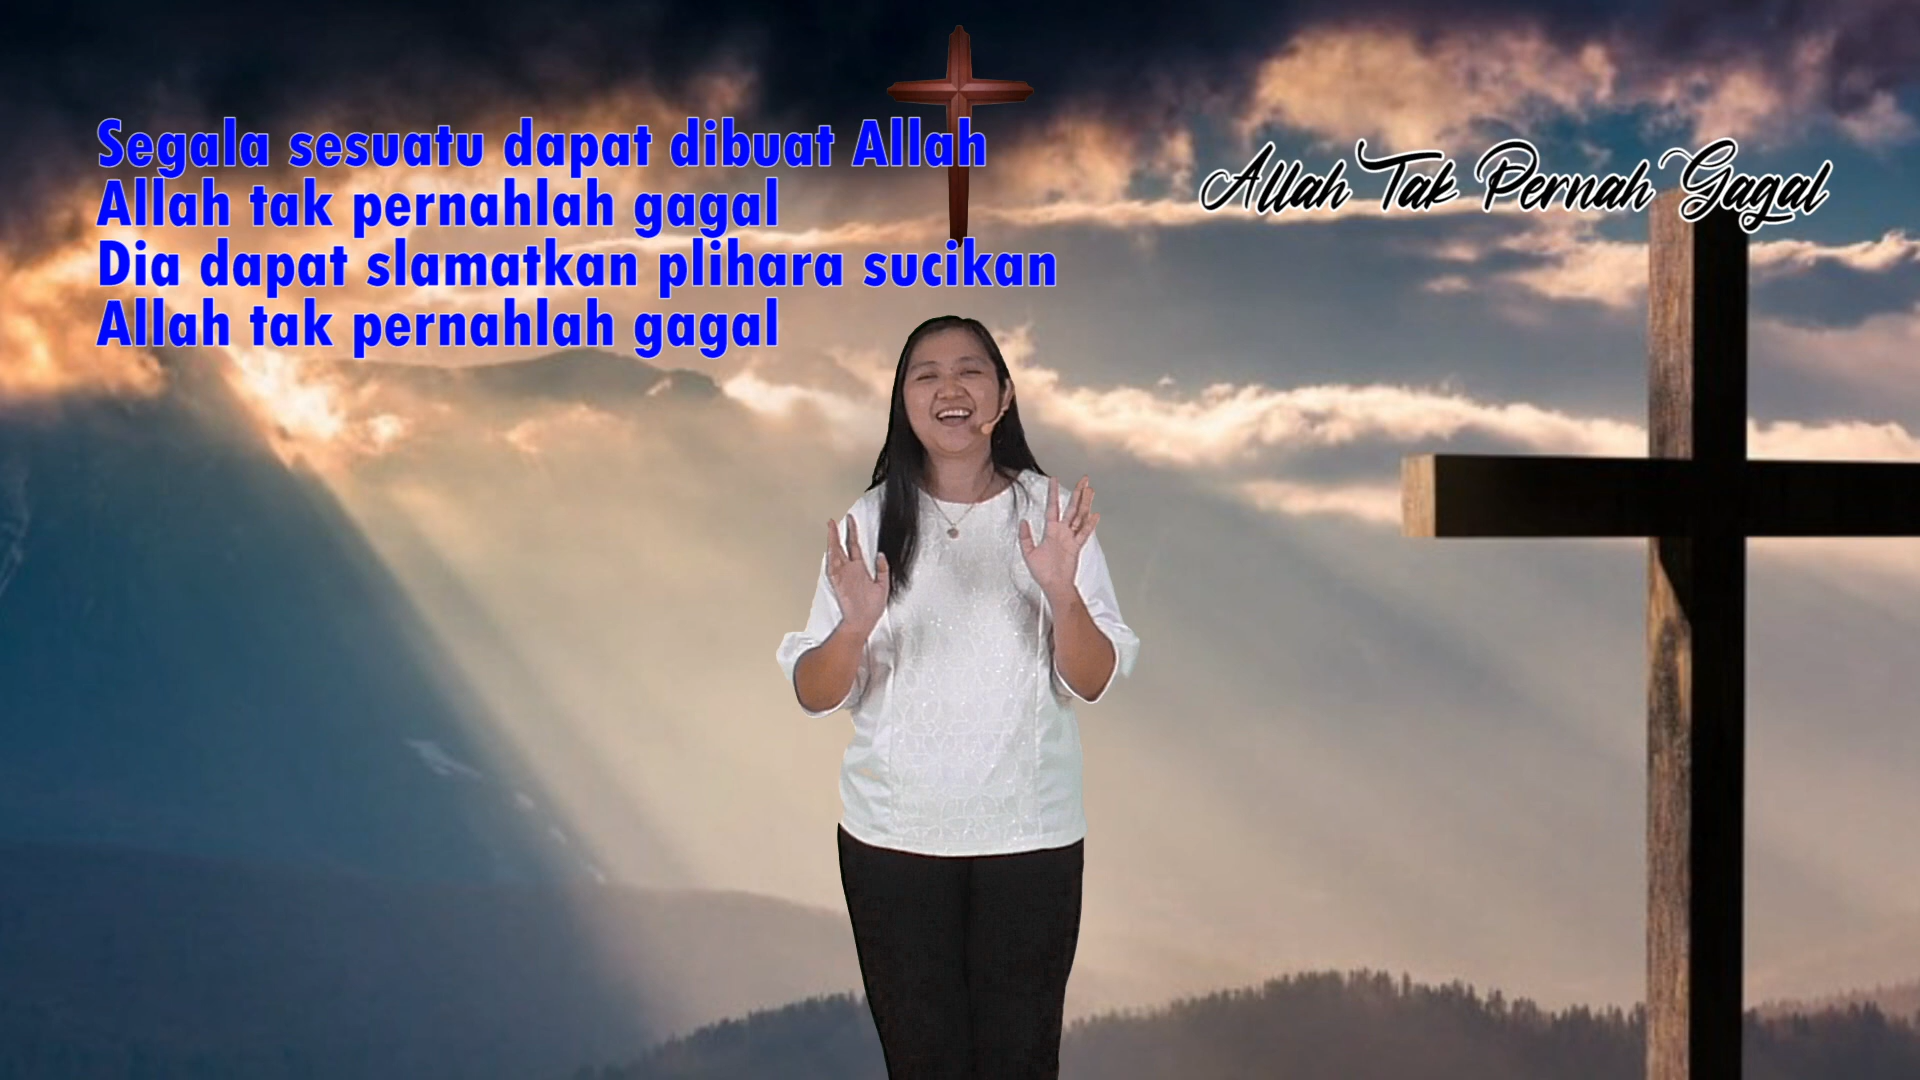 Segala sesuatu dapat dibuat Allah
Allah tak pernahlah gagal
Dia dapat slamatkan plihara sucikan
Allah tak pernahlah gagal
Allah Tak Pernah Gagal